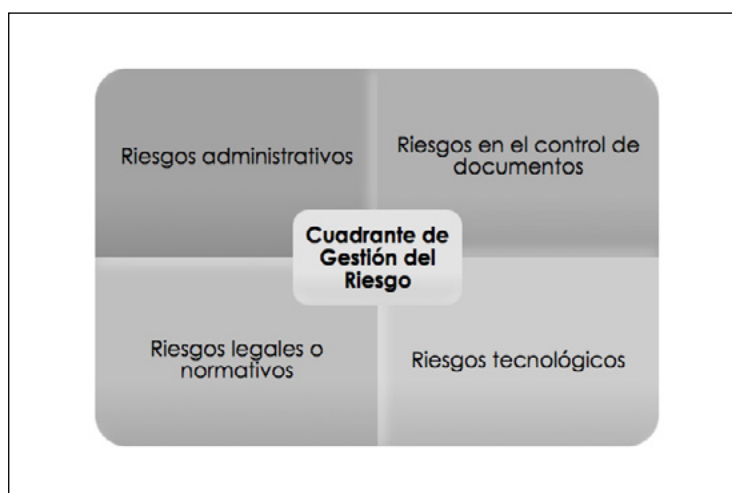 Riesgos administrativos
Riesgos en el control de
documentos
Cuadrante de
Gestión del
Riesgo
Riesgos legales o
normativos
Riesgos tecnológicos